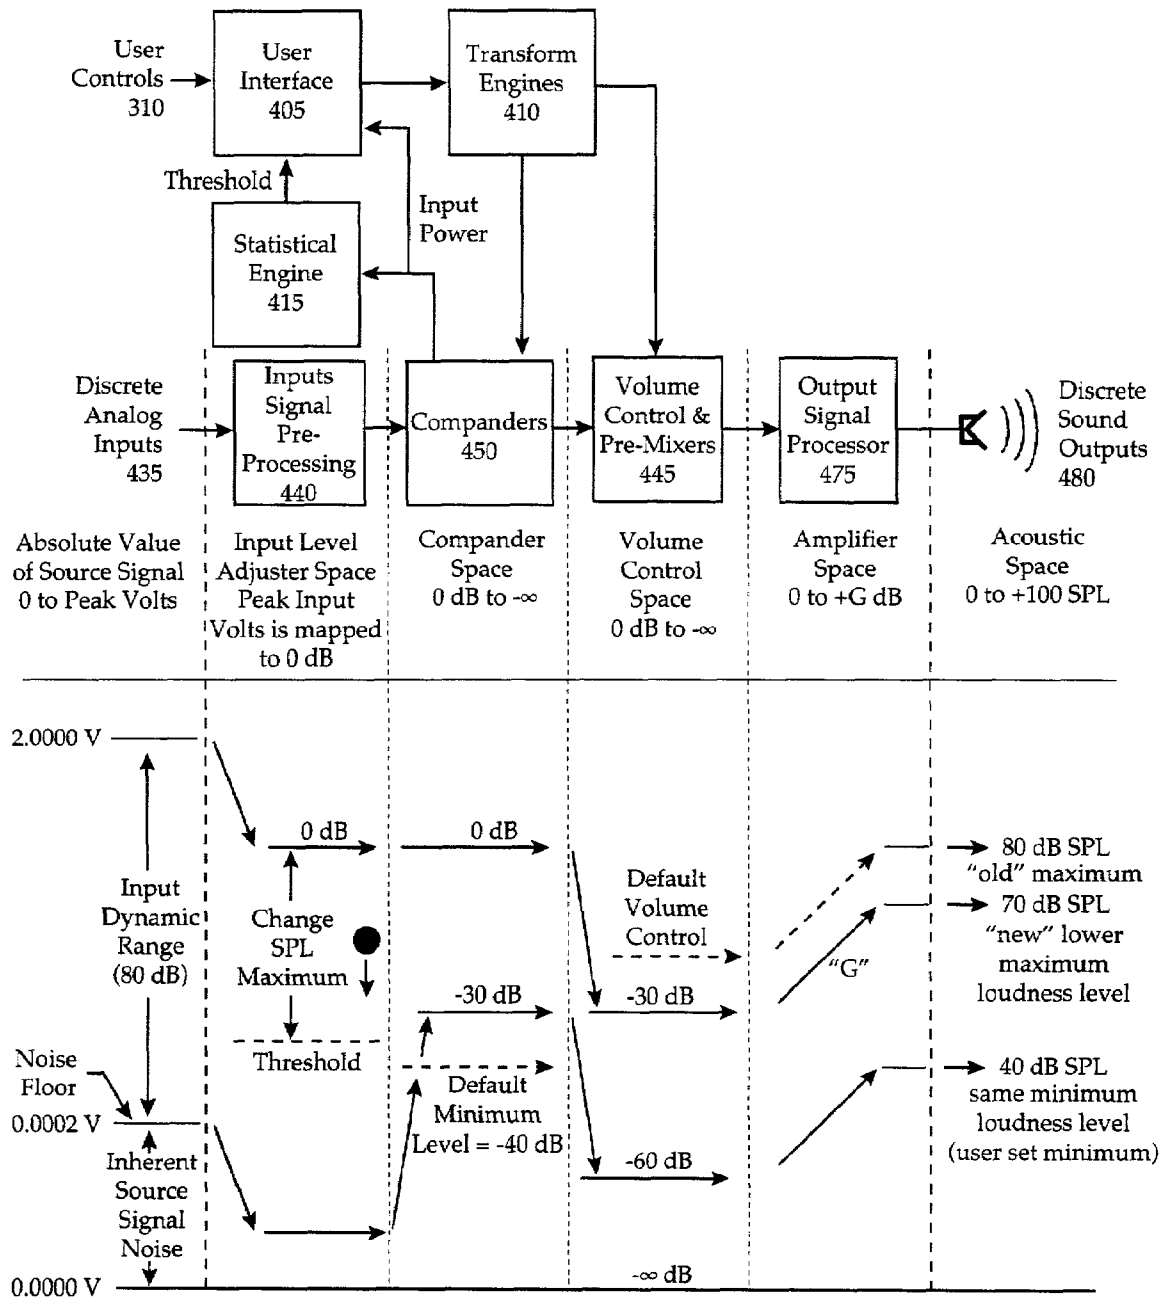 User
Controls
310
User
Interface
405
Transform
Engines
410
Threshold
Input
Power
Statistical
Engine
415
Discrete
Analog
Inputs
435
Inputs
Signal
Pre-
Processing
440
Companders
450
Volume
Control &
Pre-Mixers
445
Output
Signal
Processor
475
Discrete
Sound
Outputs
480
Absolute Value
of Source Signal
0 to Peak Volts
Input Level
Adjuster Space
Peak Input
Volts is mapped
to 0 dB
Compander
Space
0 dB to -∞
Volume
Control
Space
0 dB to -∞
Amplifier
Space
0 to +G dB
Acoustic
Space
0 to +100 SPL
2.0000 V
Input
Dynamic
Range
(80 dB)
Noise
Floor
0.0002 V
Inherent
Source
Signal
Noise
0.0000 V
0 dB
Change
SPL
Maximum
Threshold
0 dB
-30 dB
Default
Minimum
Level = -40 dB
Default
Volume
Control
-30 dB
-60 dB
-∞ dB
"G"
80 dB SPL
"old" maximum
70 dB SPL
"new" lower
maximum
loudness level
40 dB SPL
same minimum
loudness level
(user set minimum)